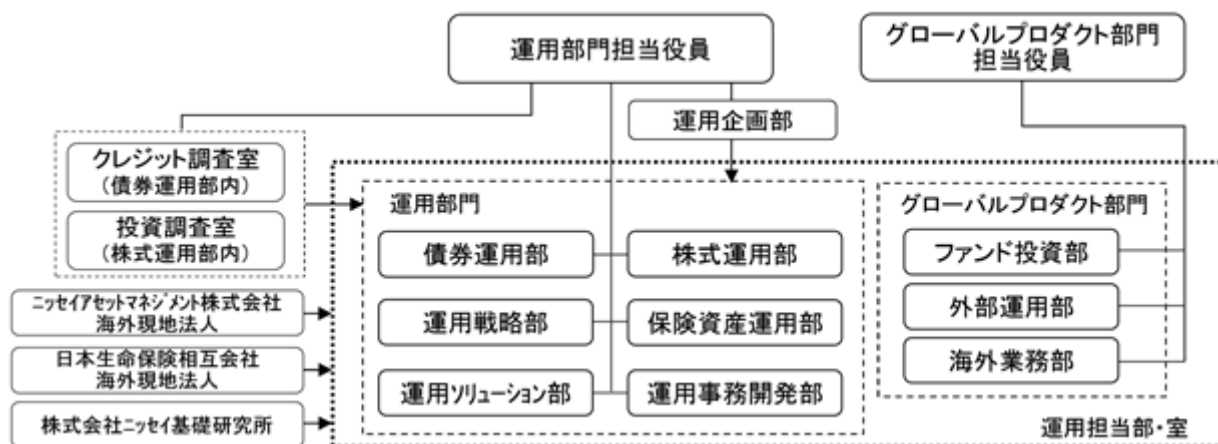 運用部門担当役員
グローバルプロダクト部門
担当役員
運用企画部
クレジット調査室
(債券運用部内)
投資調査室
(株式運用部内)
運用部門
債券運用部
株式運用部
運用戦略部
保険資産運用部
運用ソリューション部
運用事務開発部
グローバルプロダクト部門
ファンド投資部
外部運用部
海外業務部
ニッセイアセットマネジメント株式会社
海外現地法人
日本生命保険相互会社
海外現地法人
株式会社ニッセイ基礎研究所
運用担当部・室